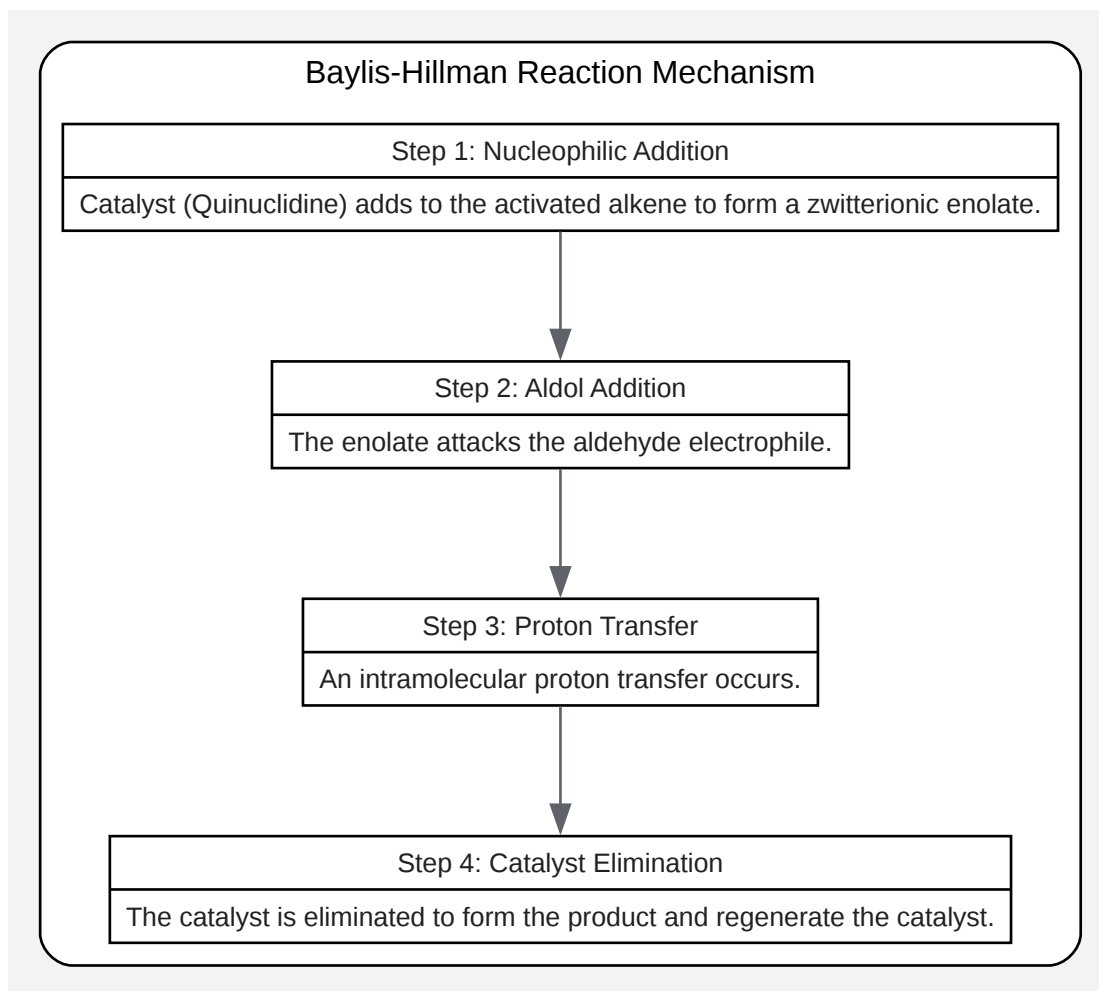 Baylis-Hillman Reaction Mechanism
Step 1: Nucleophilic Addition
Catalyst (Quinuclidine) adds to the activated alkene to form a zwitterionic enolate.
Step 2: Aldol Addition
The enolate attacks the aldehyde electrophile.
Step 3: Proton Transfer
An intramolecular proton transfer occurs.
Step 4: Catalyst Elimination
The catalyst is eliminated to form the product and regenerate the catalyst.